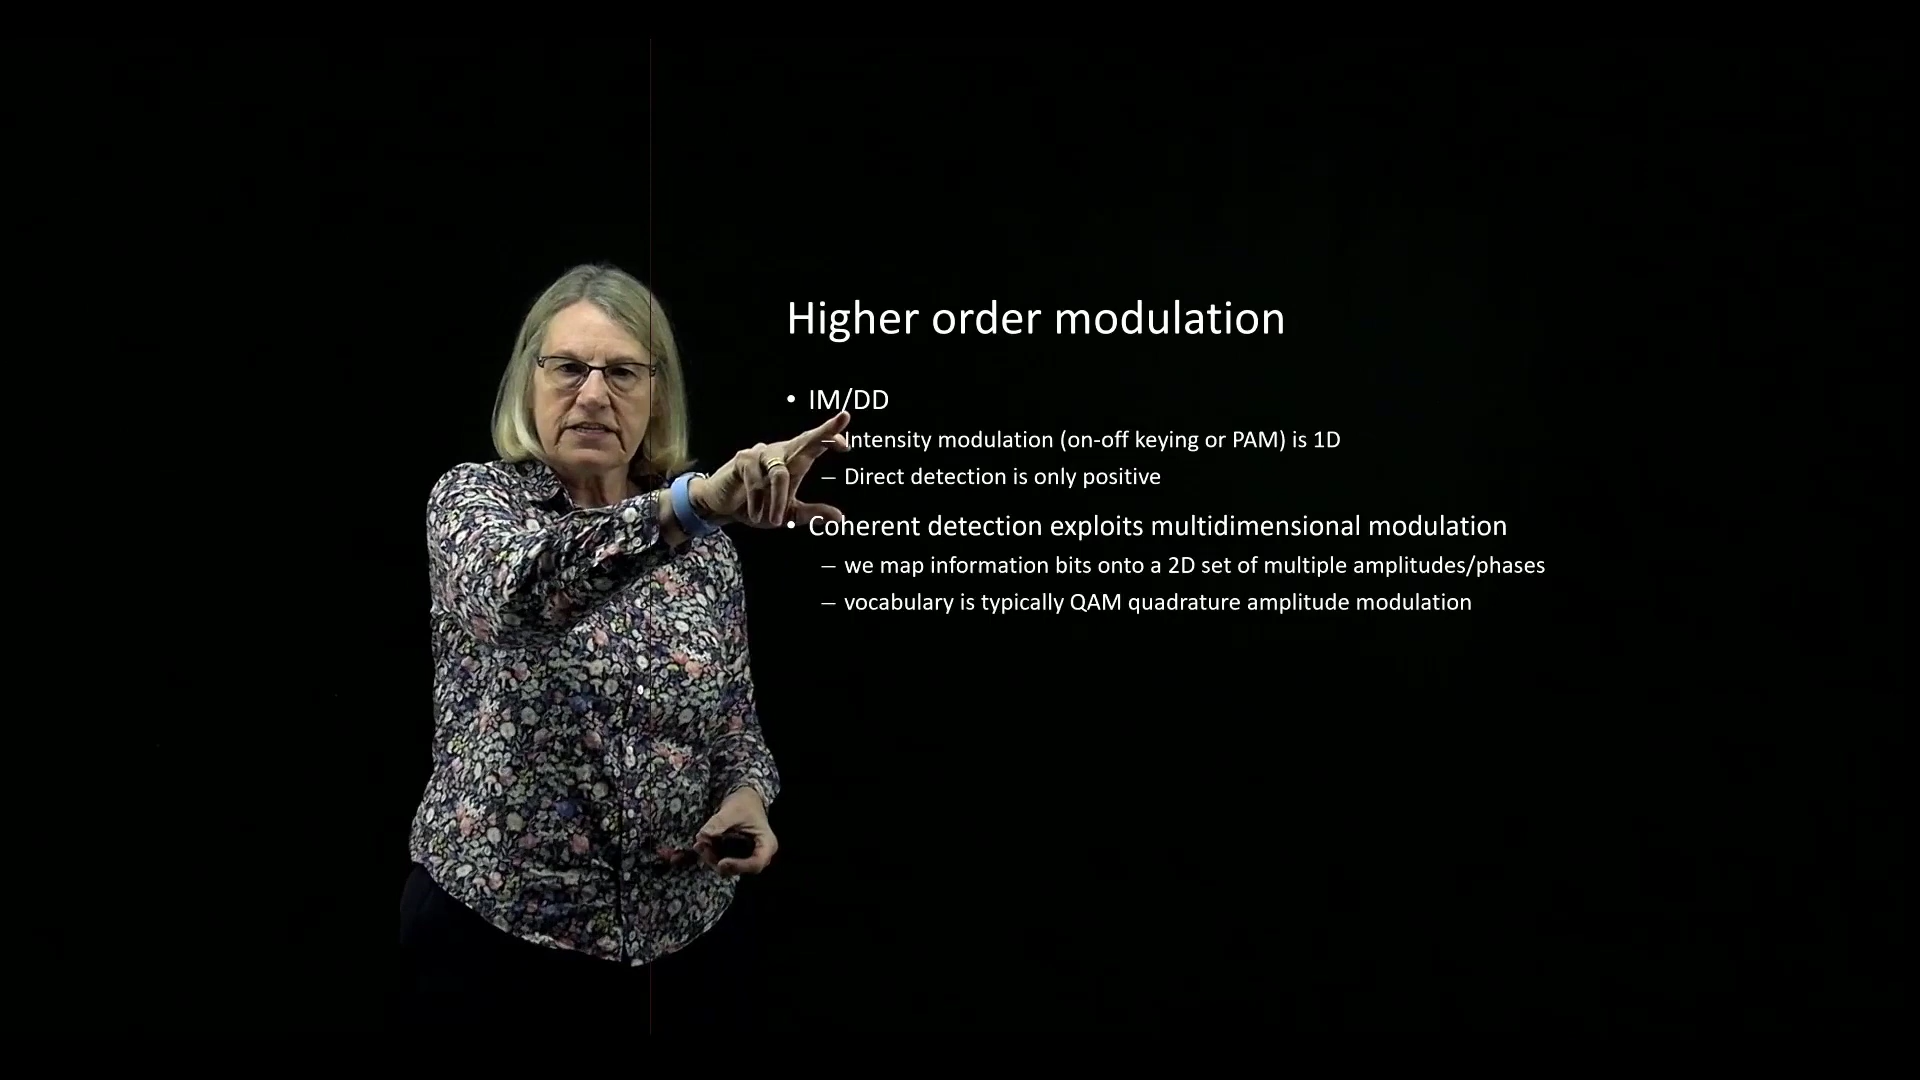 Higher order modulation
• IM/DD
– Intensity modulation (on-off keying or PAM) is 1D
– Direct detection is only positive
• Coherent detection exploits multidimensional modulation
– we map information bits onto a 2D set of multiple amplitudes/phases
– vocabulary is typically QAM quadrature amplitude modulation